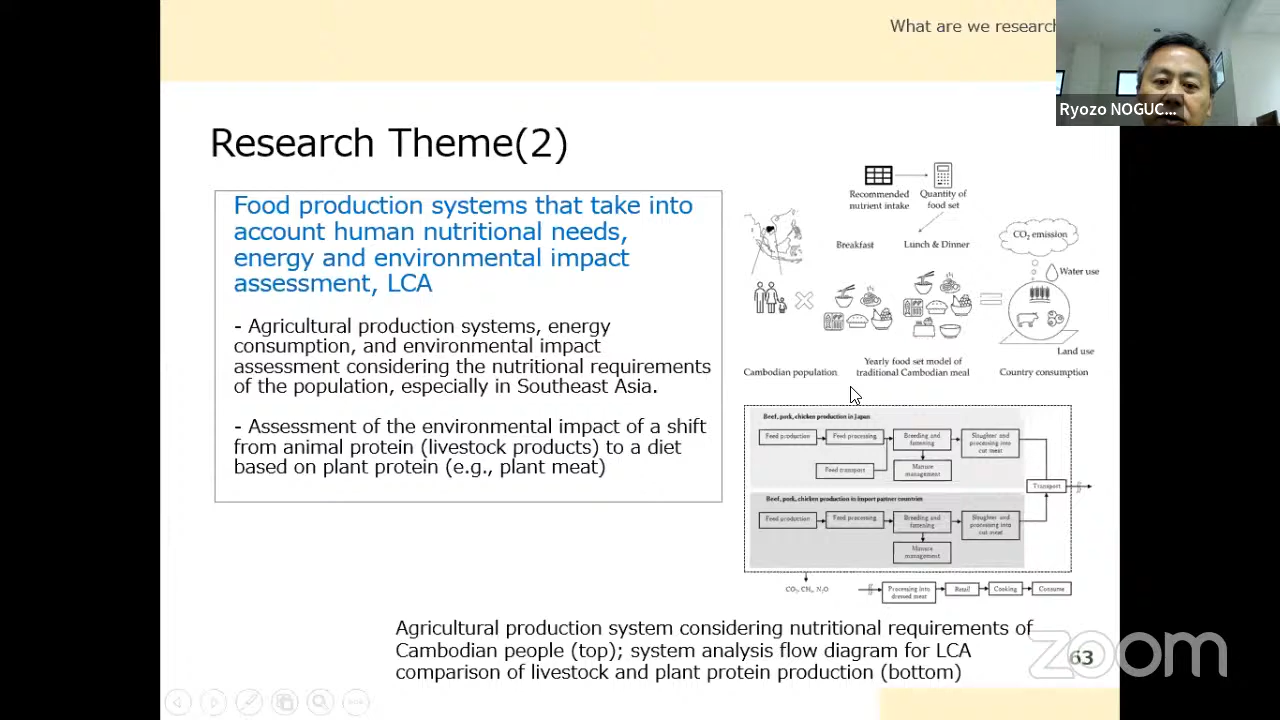 What are we researc
Ryozo NOGUC...
Research Theme(2)
Food production systems that take into
account human nutritional needs,
energy and environmental impact
assessment, LCA
- Agricultural production systems, energy
consumption, and environmental impact
assessment considering the nutritional requirements
of the population, especially in Southeast Asia.
- Assessment of the environmental impact of a shift
from animal protein (livestock products) to a diet
based on plant protein (e.g., plant meat)
Recommended
nutrient intake
Quantity of
food set
Breakfast
Lunch & Dinner
CO₂ emission
Water use
Land use
Cambodian population
Yearly food set model of
traditional Cambodian meal
Country consumption
Beef, pork, chicken production in Japan
Feed production
Feed processing
Breeding and
fattening
Slaughter and
processing into
cut meat
Feed transport
Manure
management
Transport
Beef, pork, chicken production in import partner countries
Feed production
Feed processing
Breeding and
fattening
Slaughter and
processing into
cut meat
Manure
management
CO₂, CH₄, N₂O
Processing into
dressed meat
Retail
Cooking
Consume
Agricultural production system considering nutritional requirements of
Cambodian people (top); system analysis flow diagram for LCA
comparison of livestock and plant protein production (bottom)
63
zoom